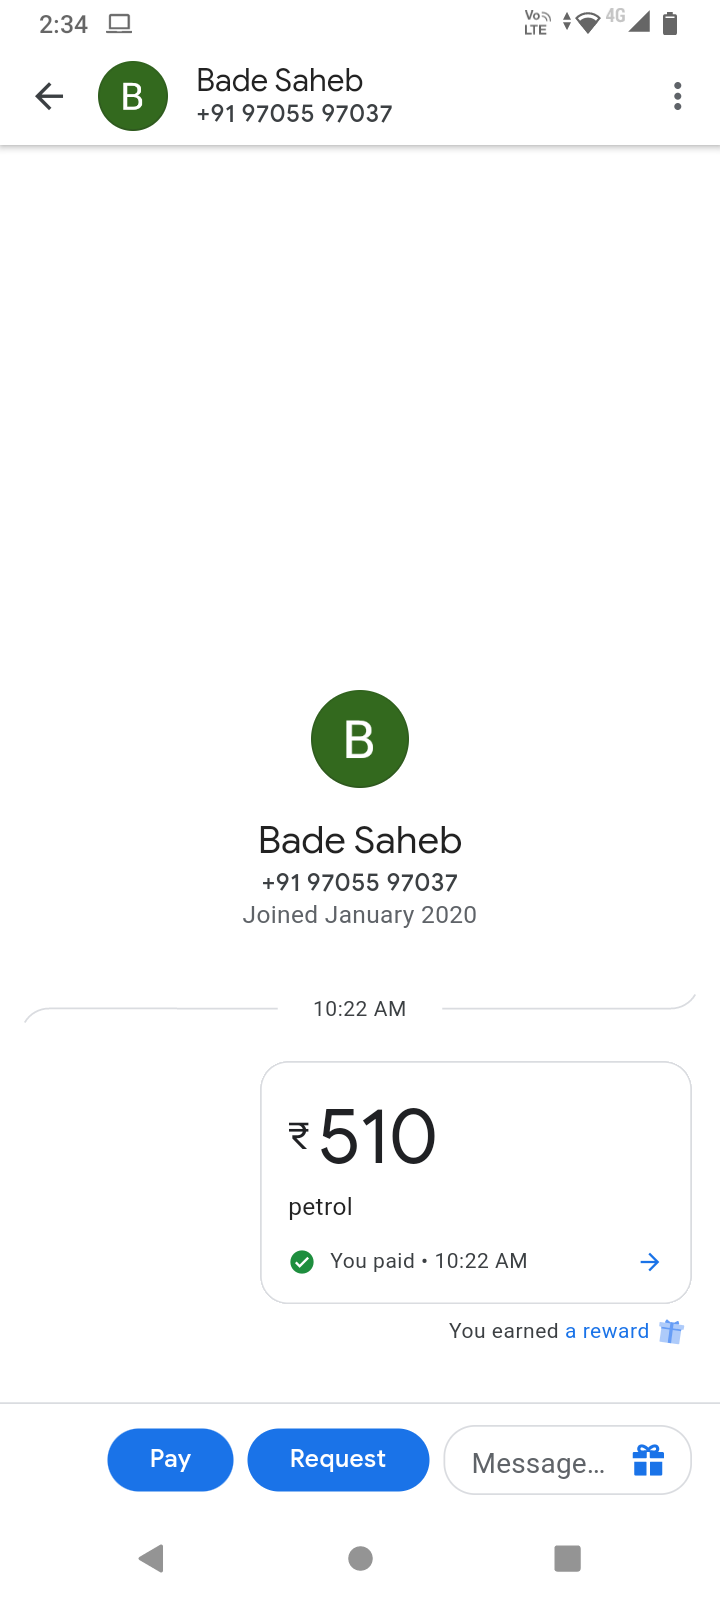 2:34
Vo
LTE
4G
B
Bade Saheb
+91 97055 97037
B
Bade Saheb
+91 97055 97037
Joined January 2020
10:22 AM
₹510
petrol
You paid • 10:22 AM
You earned a reward
Pay
Request
Message...